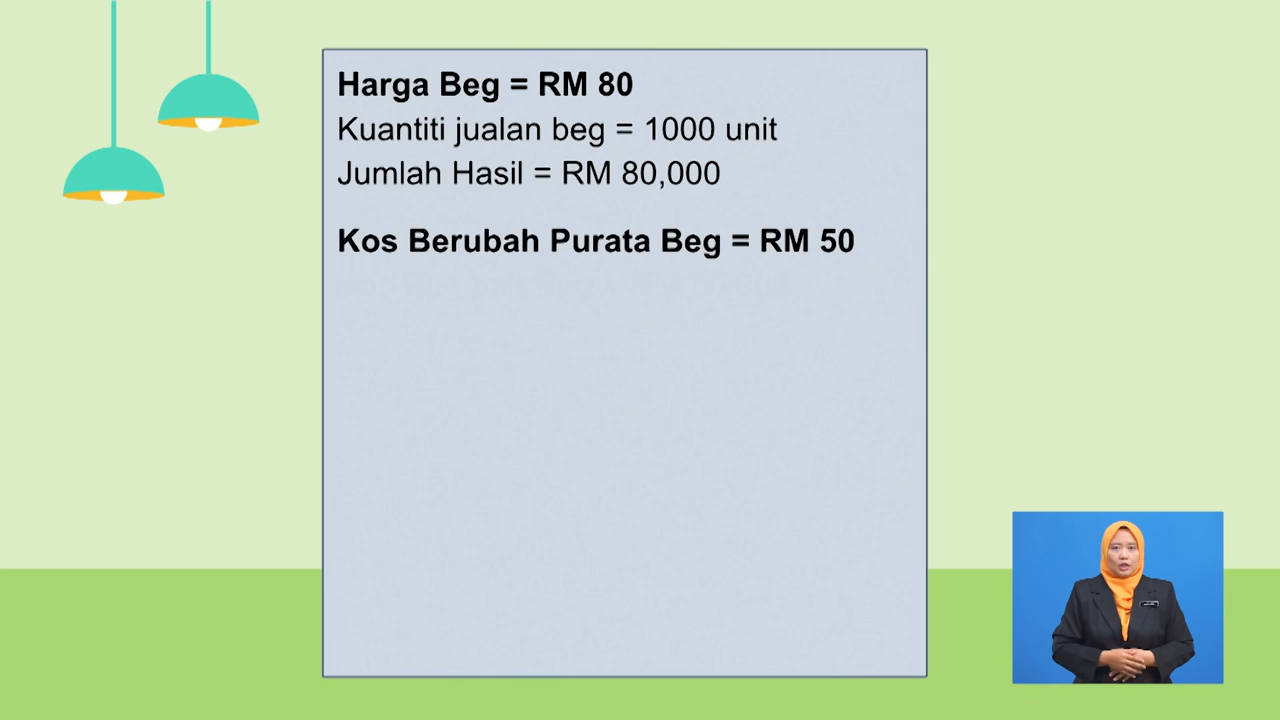 Harga Beg = RM 80
Kuantiti jualan beg = 1000 unit
Jumlah Hasil = RM 80,000
Kos Berubah Purata Beg = RM 50